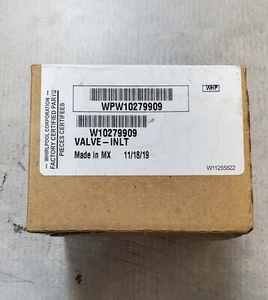 WHP
WPW10279909
W10279909
VALVE-INLT
Made in MX 11/18/19
W11255822
- WHIRLPOOL CORPORATION -
FACTORY CERTIFIED PARTS
PIECES CERTIFIEES